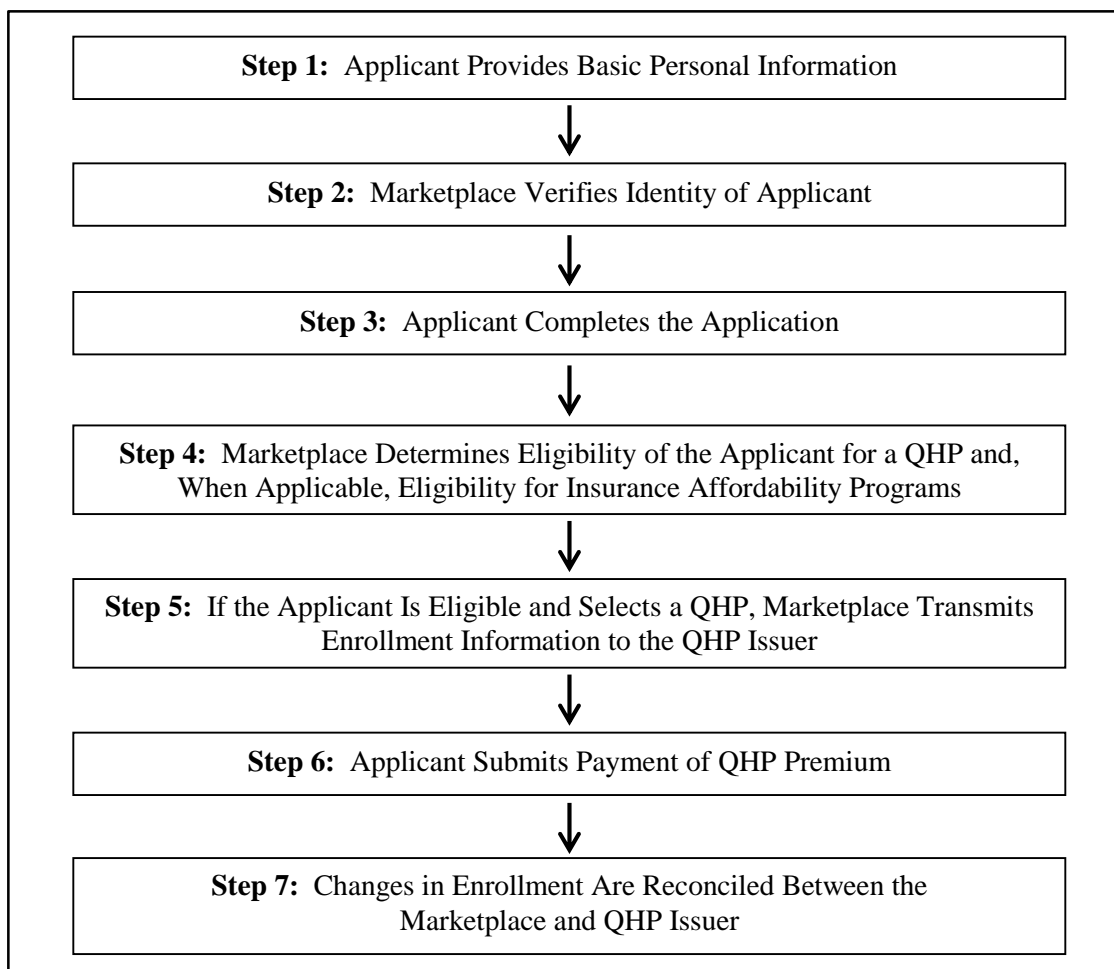 Step 1: Applicant Provides Basic Personal Information
Step 2: Marketplace Verifies Identity of Applicant
Step 3: Applicant Completes the Application
Step 4: Marketplace Determines Eligibility of the Applicant for a QHP and,
When Applicable, Eligibility for Insurance Affordability Programs
Step 5: If the Applicant Is Eligible and Selects a QHP, Marketplace Transmits
Enrollment Information to the QHP Issuer
Step 6: Applicant Submits Payment of QHP Premium
Step 7: Changes in Enrollment Are Reconciled Between the
Marketplace and QHP Issuer